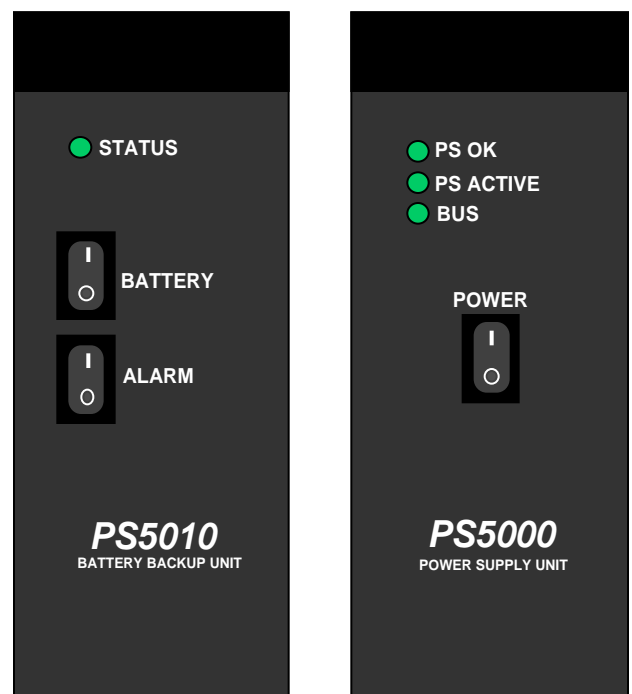 STATUS
BATTERY
ALARM
PS5010
BATTERY BACKUP UNIT
PS OK
PS ACTIVE
BUS
POWER
PS5000
POWER SUPPLY UNIT